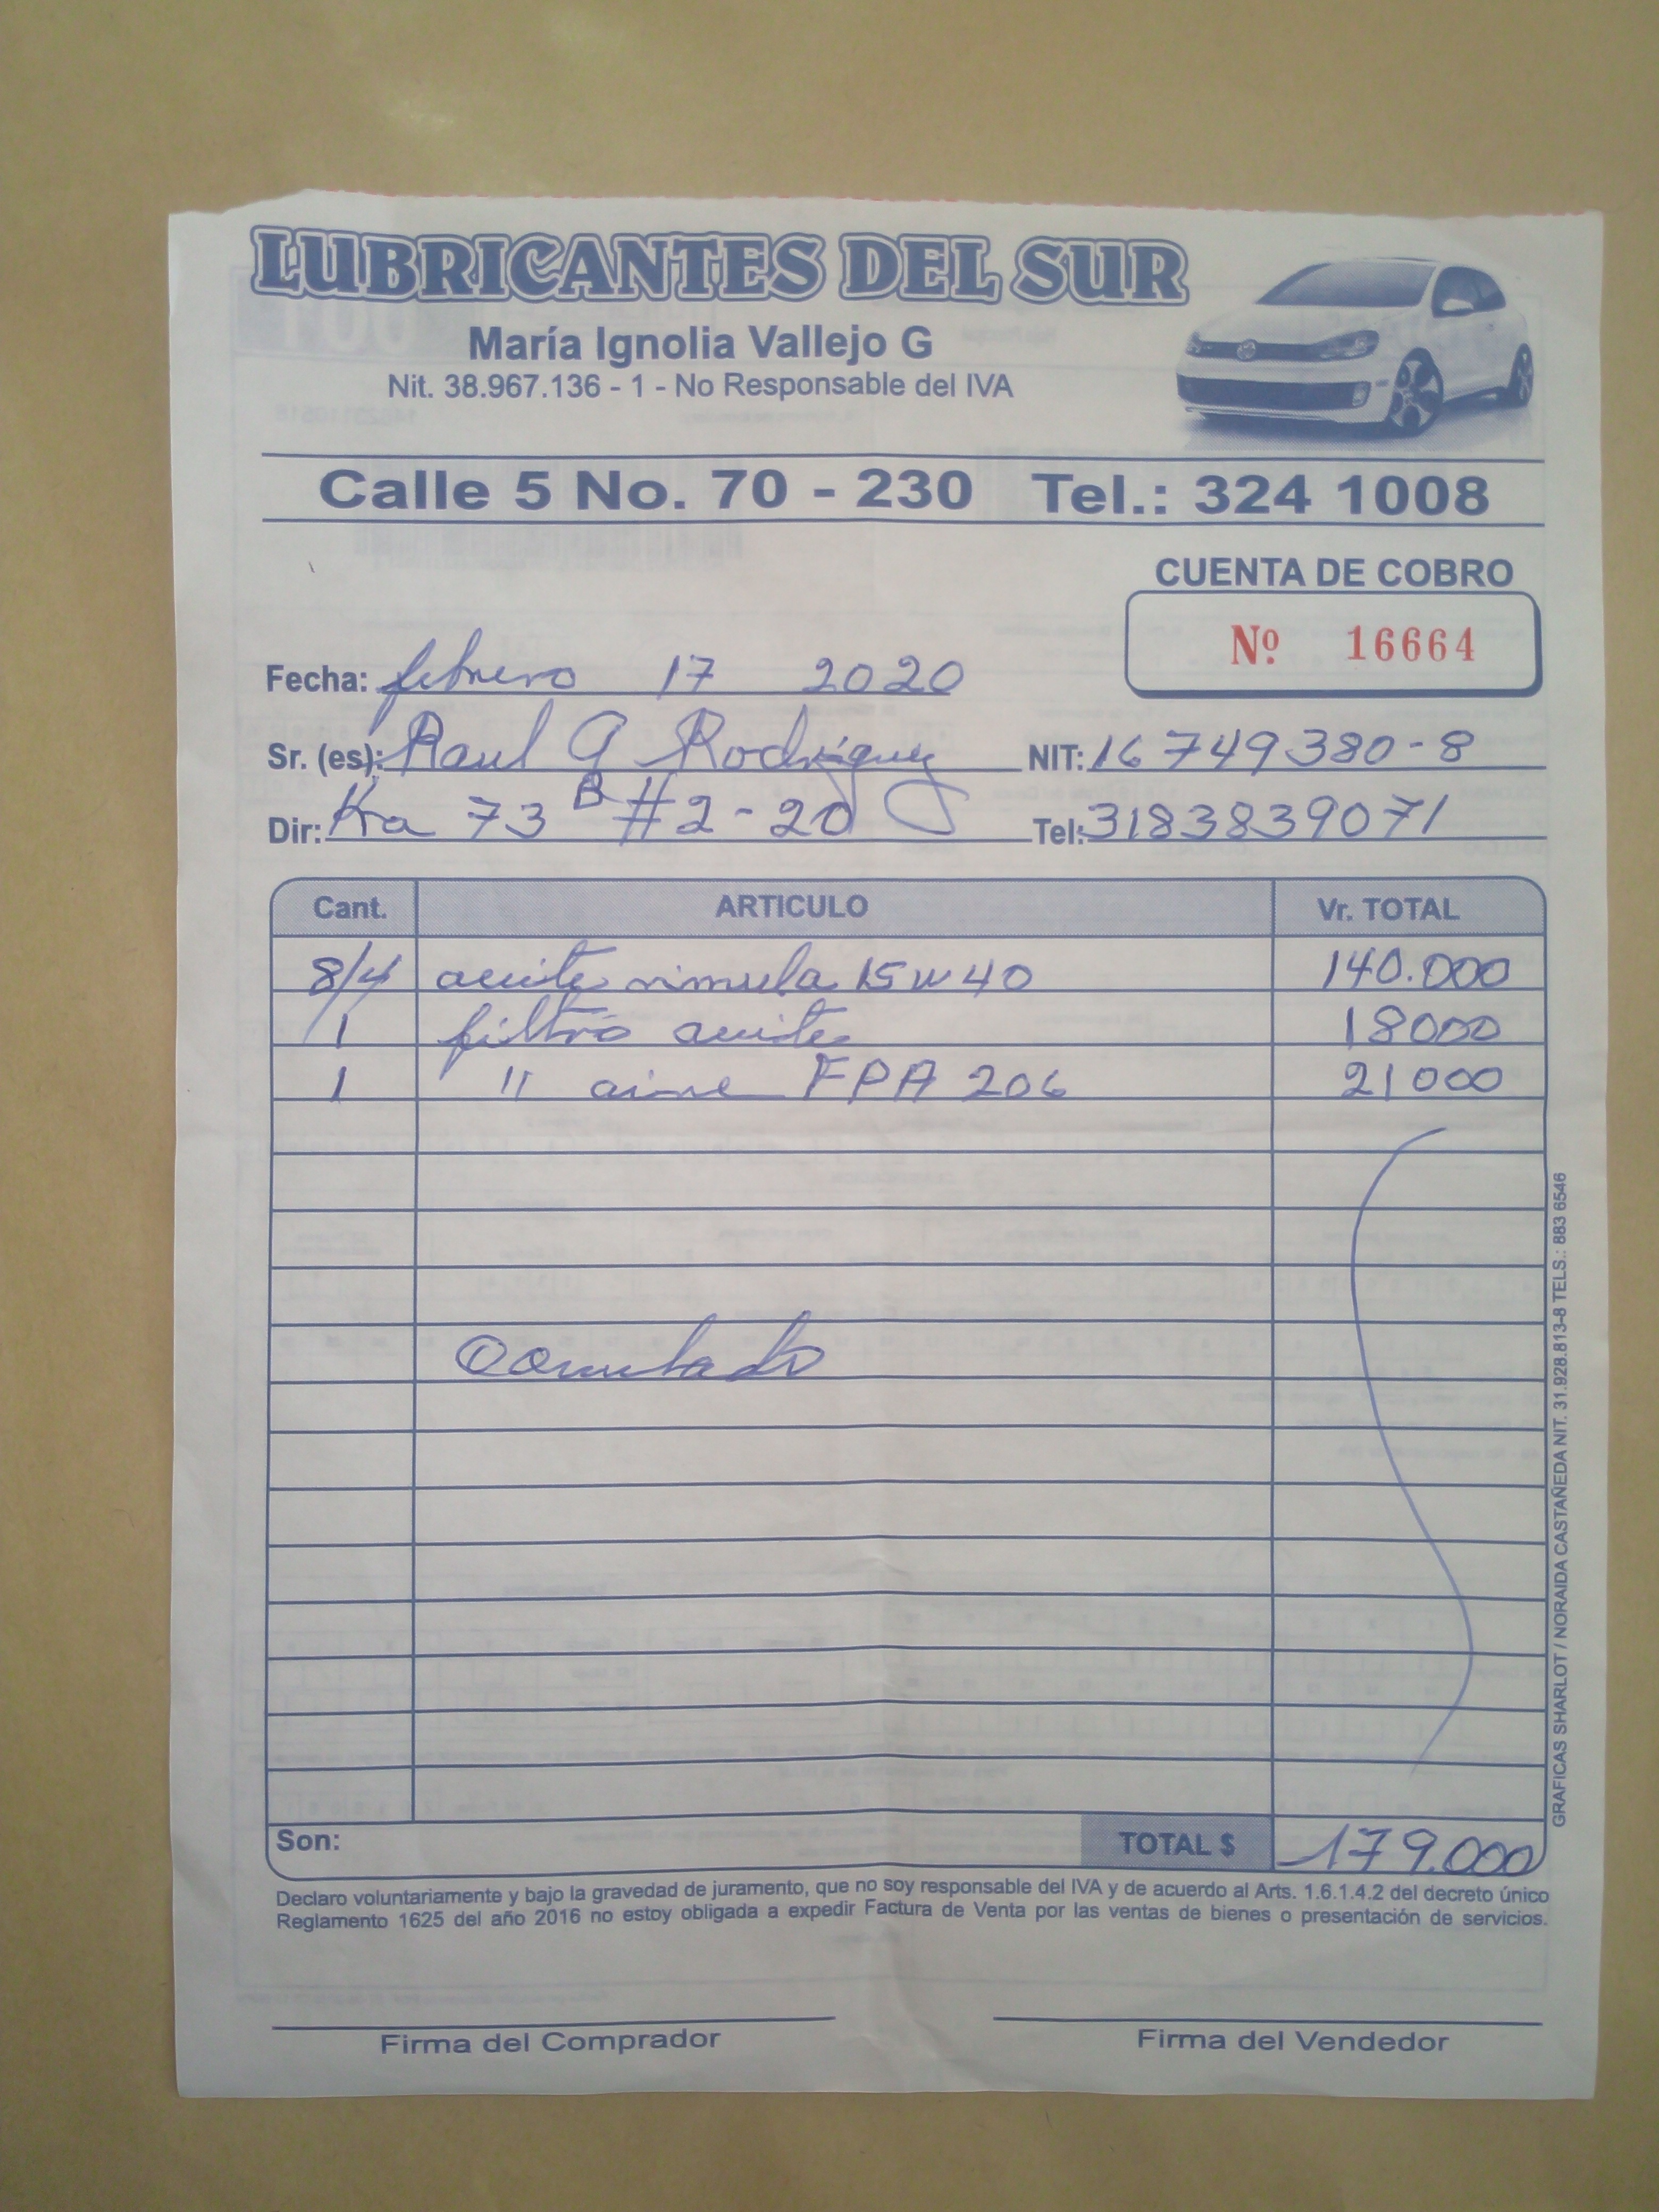 LUBRICANTES DEL SUR
María Ignolia Vallejo G
Nit. 38.967.136 - 1 - No Responsable del IVA
Calle 5 No. 70 - 230 Tel.: 324 1008
CUENTA DE COBRO
Nº 16664
Fecha: febrero 17 2020
Sr. (es): Raul G Rodriguez NIT: 16749380-8
Dir: Kra 73 B #2-20 Tel: 3183839071
Cant. ARTICULO Vr. TOTAL
8/4 aceite rimula 15W40 140.000
1 filtro aceite 18000
1 " aire FPA 206 21000
Contado
Son: TOTAL $ 179.000
Declaro voluntariamente y bajo la gravedad de juramento, que no soy responsable del IVA y de acuerdo al Arts. 1.6.1.4.2 del decreto único
Reglamento 1625 del año 2016 no estoy obligada a expedir Factura de Venta por las ventas de bienes o presentación de servicios.
Firma del Comprador Firma del Vendedor
GRAFICAS SHARLOT / NORAIDA CASTAÑEDA NIT. 31.928.813-8 TELS.: 883 6546